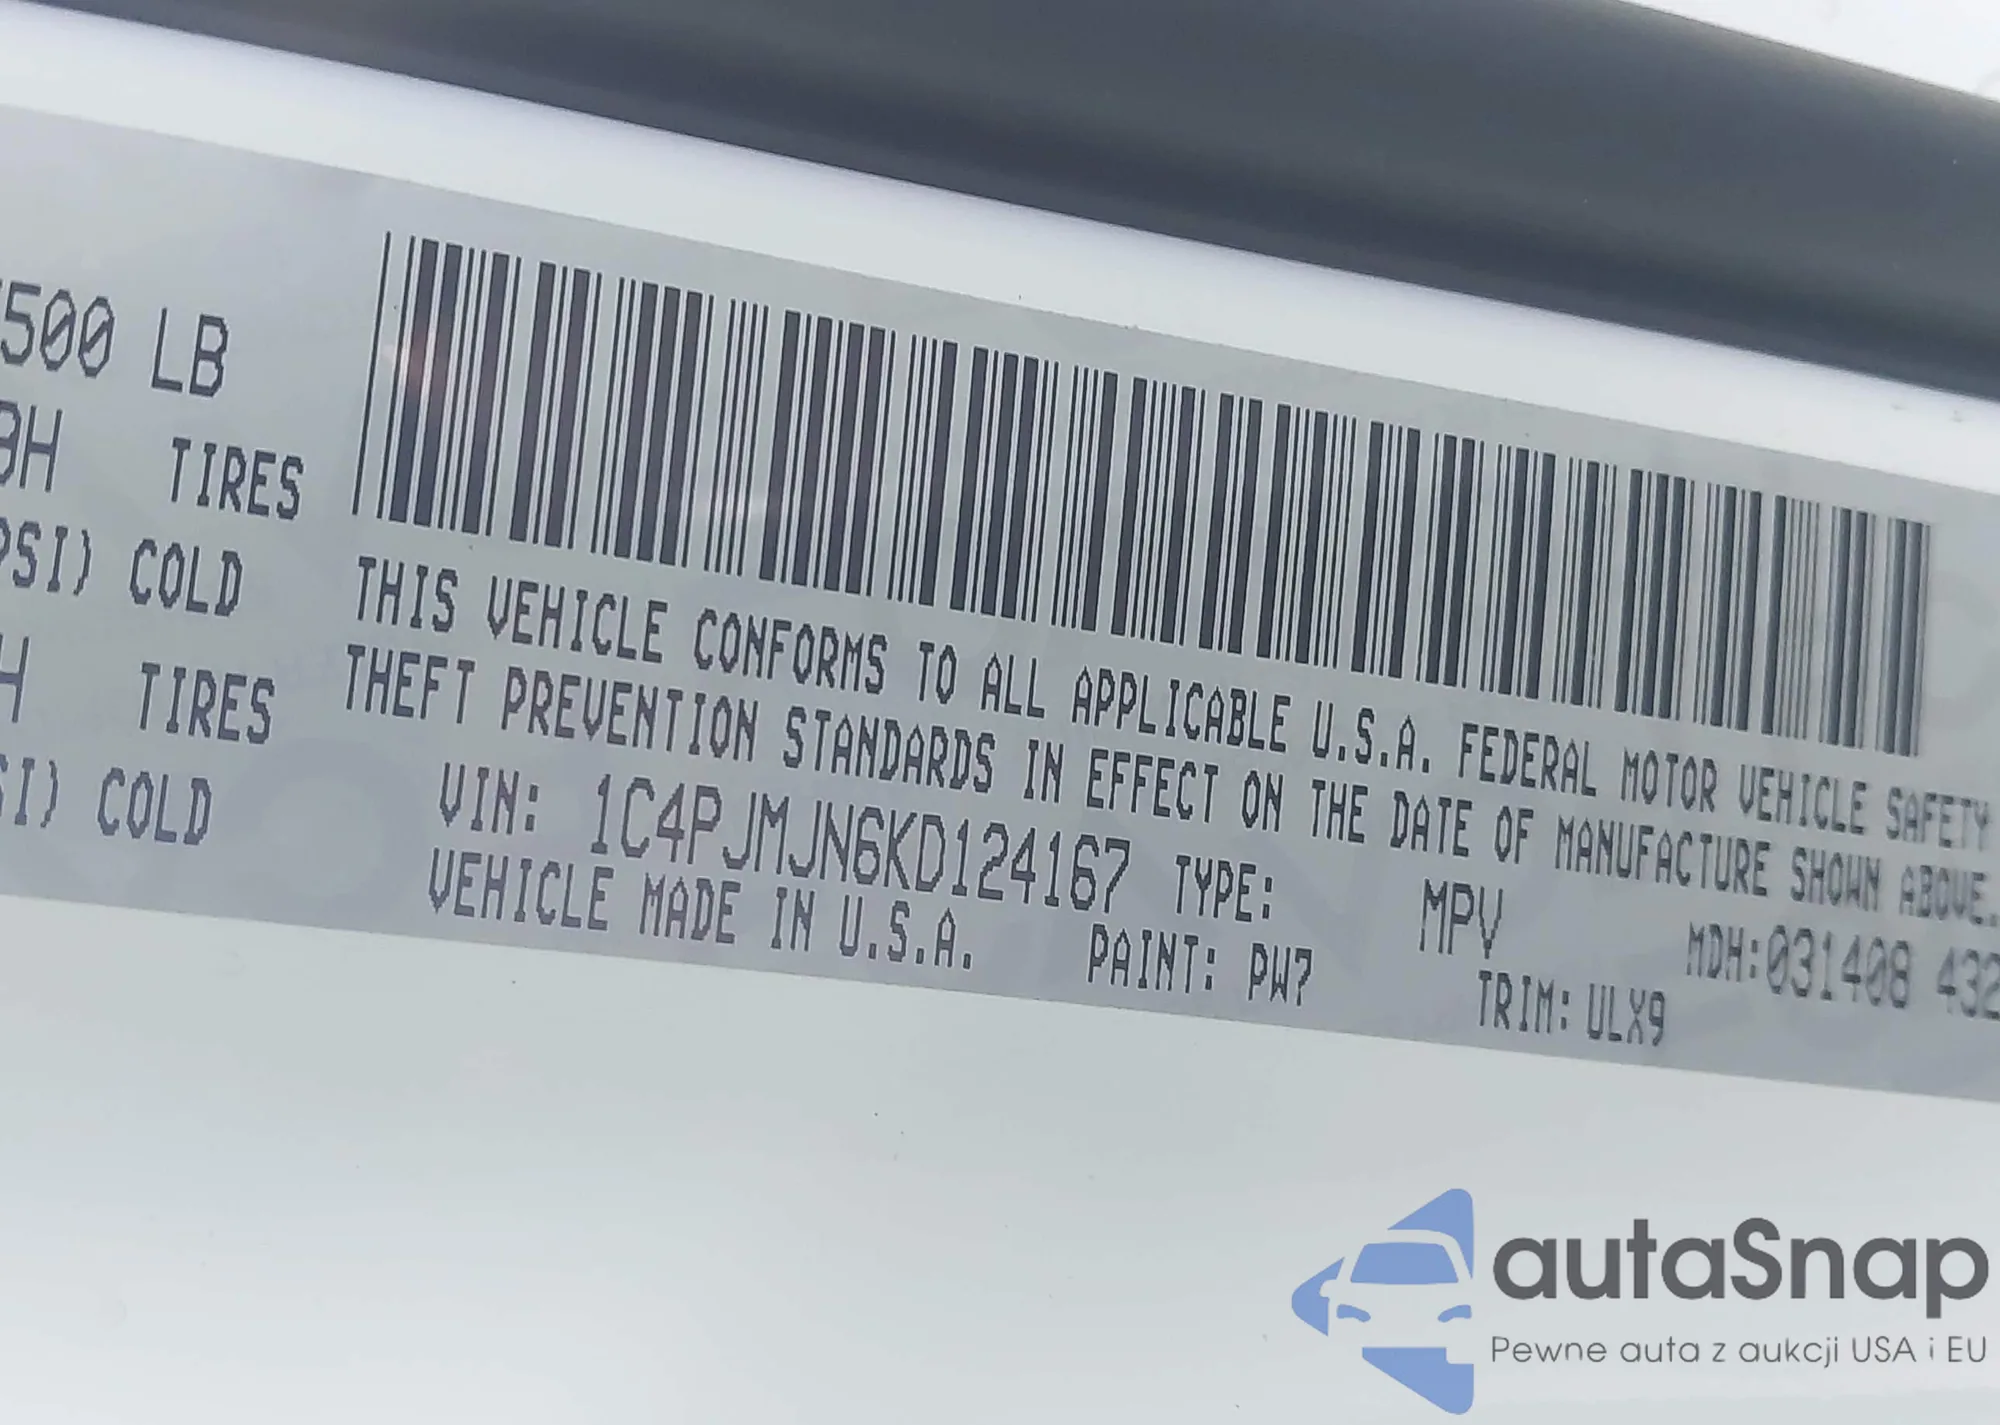 500 LB
TIRES
COLD
TIRES
COLD
THIS VEHICLE CONFORMS TO ALL APPLICABLE U.S.A. FEDERAL MOTOR VEHICLE SAFETY
THEFT PREVENTION STANDARDS IN EFFECT ON THE DATE OF MANUFACTURE SHOWN ABOVE.
VIN: 1C4PJMJN6KD124167 TYPE: MPV MDH:031408 432
VEHICLE MADE IN U.S.A. PAINT: PW7 TRIM: ULX9
autaSnap
Pewne auta z aukcji USA i EU